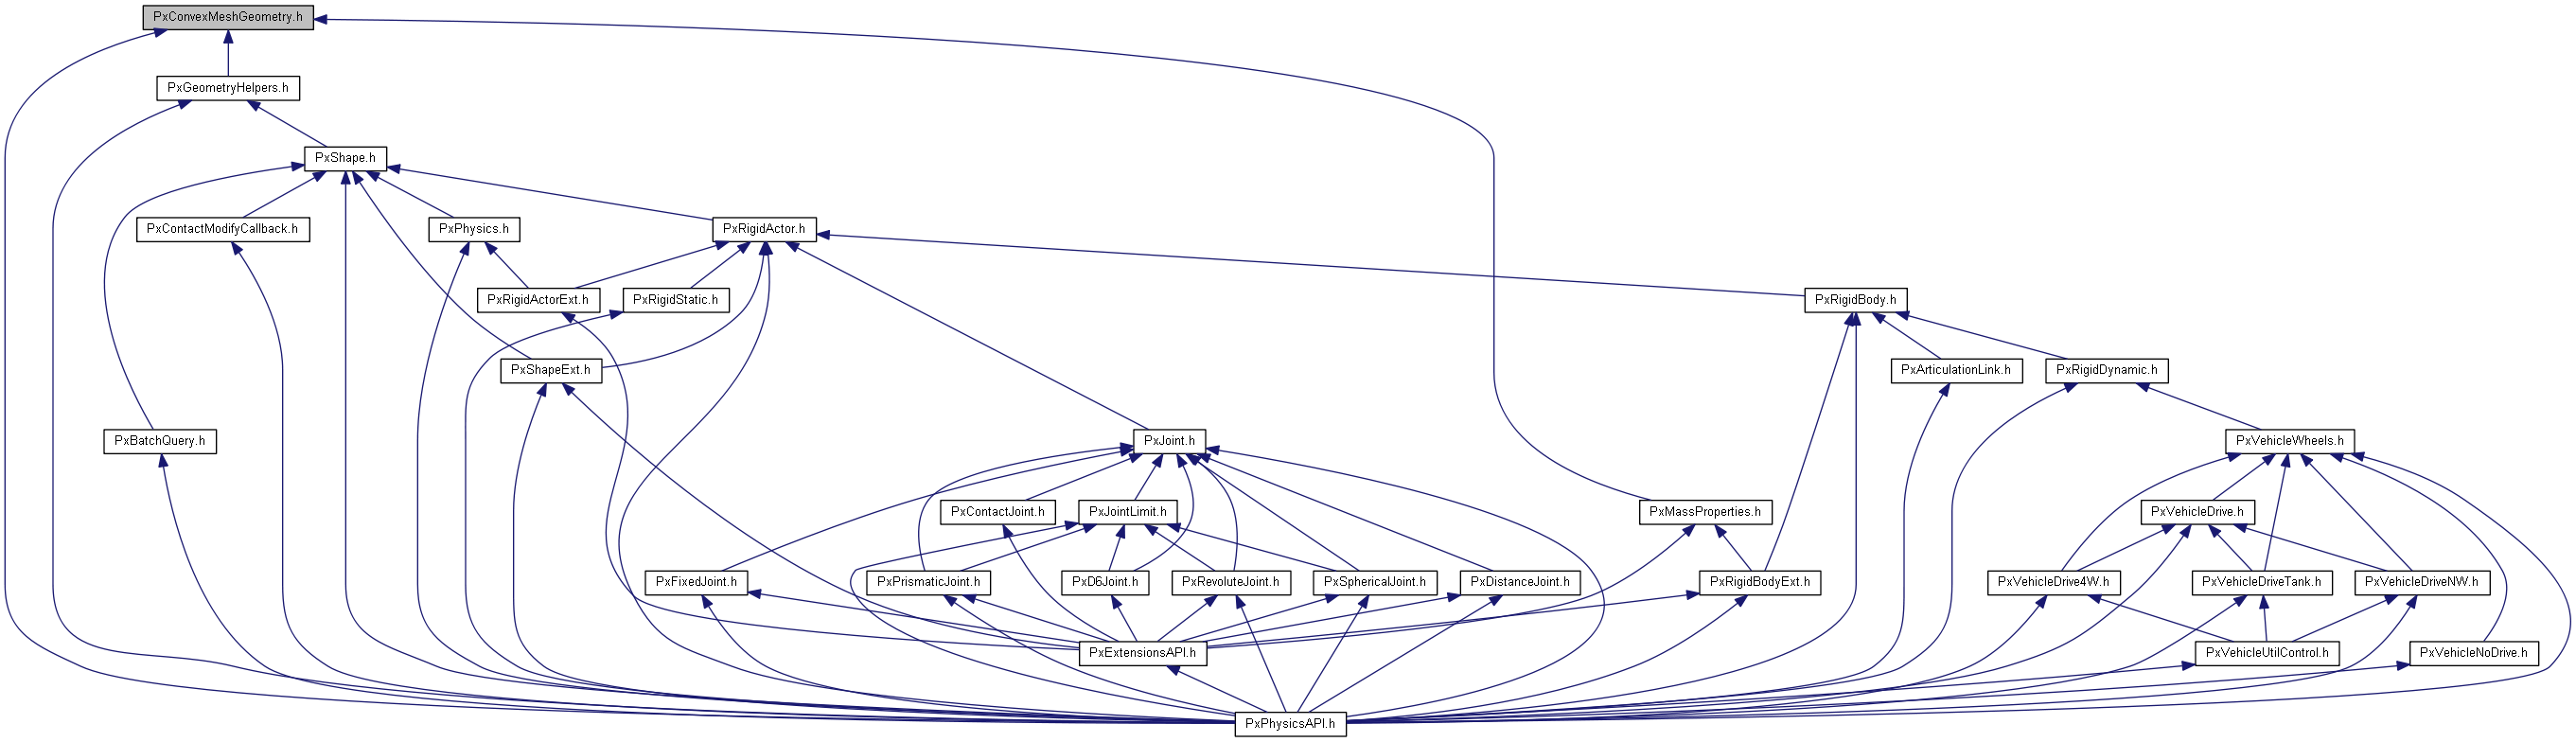 PxConvexMeshGeometry.h
PxGeometryHelpers.h
PxShape.h
PxContactModifyCallback.h
PxPhysics.h
PxRigidActor.h
PxRigidActorExt.h
PxRigidStatic.h
PxRigidBody.h
PxShapeExt.h
PxArticulationLink.h
PxRigidDynamic.h
PxBatchQuery.h
PxJoint.h
PxVehicleWheels.h
PxContactJoint.h
PxJointLimit.h
PxMassProperties.h
PxVehicleDrive.h
PxFixedJoint.h
PxPrismaticJoint.h
PxD6Joint.h
PxRevoluteJoint.h
PxSphericalJoint.h
PxDistanceJoint.h
PxRigidBodyExt.h
PxVehicleDrive4W.h
PxVehicleDriveTank.h
PxVehicleDriveNW.h
PxExtensionsAPI.h
PxVehicleUtilControl.h
PxVehicleNoDrive.h
PxPhysicsAPI.h